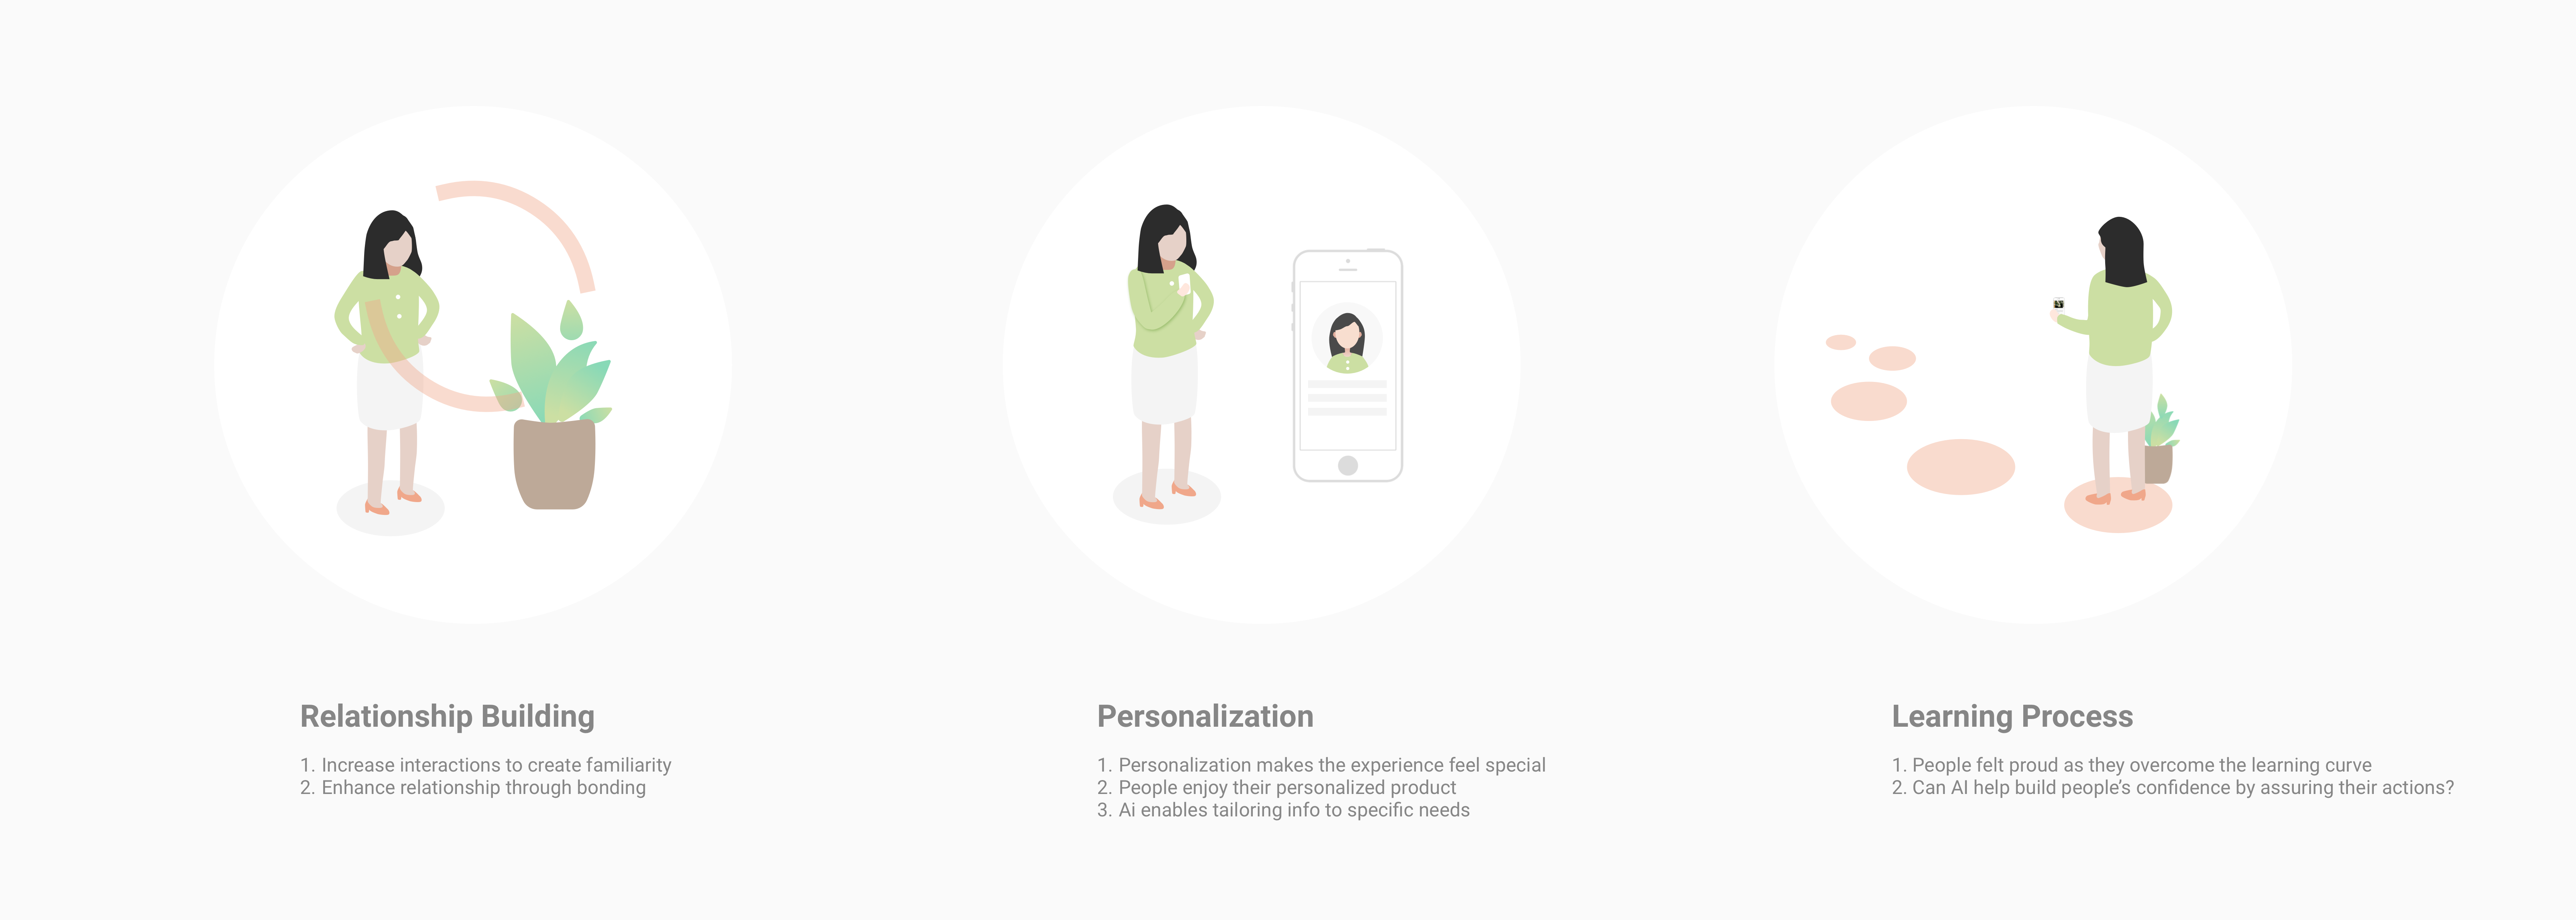 Relationship Building
1. Increase interactions to create familiarity
2. Enhance relationship through bonding
Personalization
1. Personalization makes the experience feel special
2. People enjoy their personalized product
3. Ai enables tailoring info to specific needs
Learning Process
1. People felt proud as they overcome the learning curve
2. Can AI help build people’s confidence by assuring their actions?